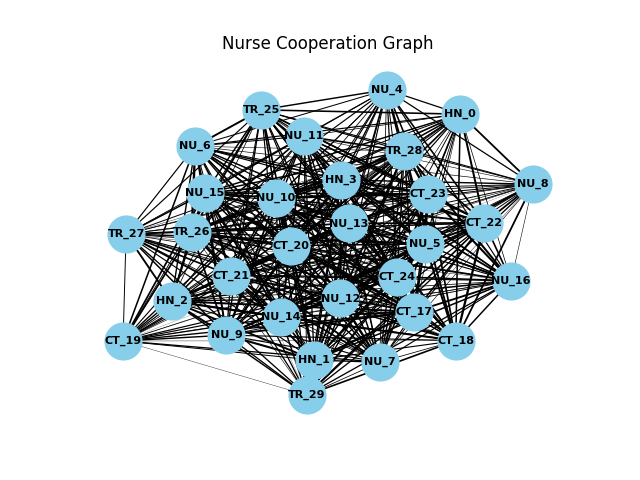 Nurse Cooperation Graph
NU_4
TR_25
HN_0
NU_11
NU_6
TR_28
HN_3
NU_8
NU_15
CT_23
NU_10
CT_22
NU_13
TR_26
TR_27
NU_5
CT_20
CT_21
CT_24
NU_16
NU_12
HN_2
CT_17
NU_14
NU_9
CT_19
CT_18
HN_1
NU_7
TR_29